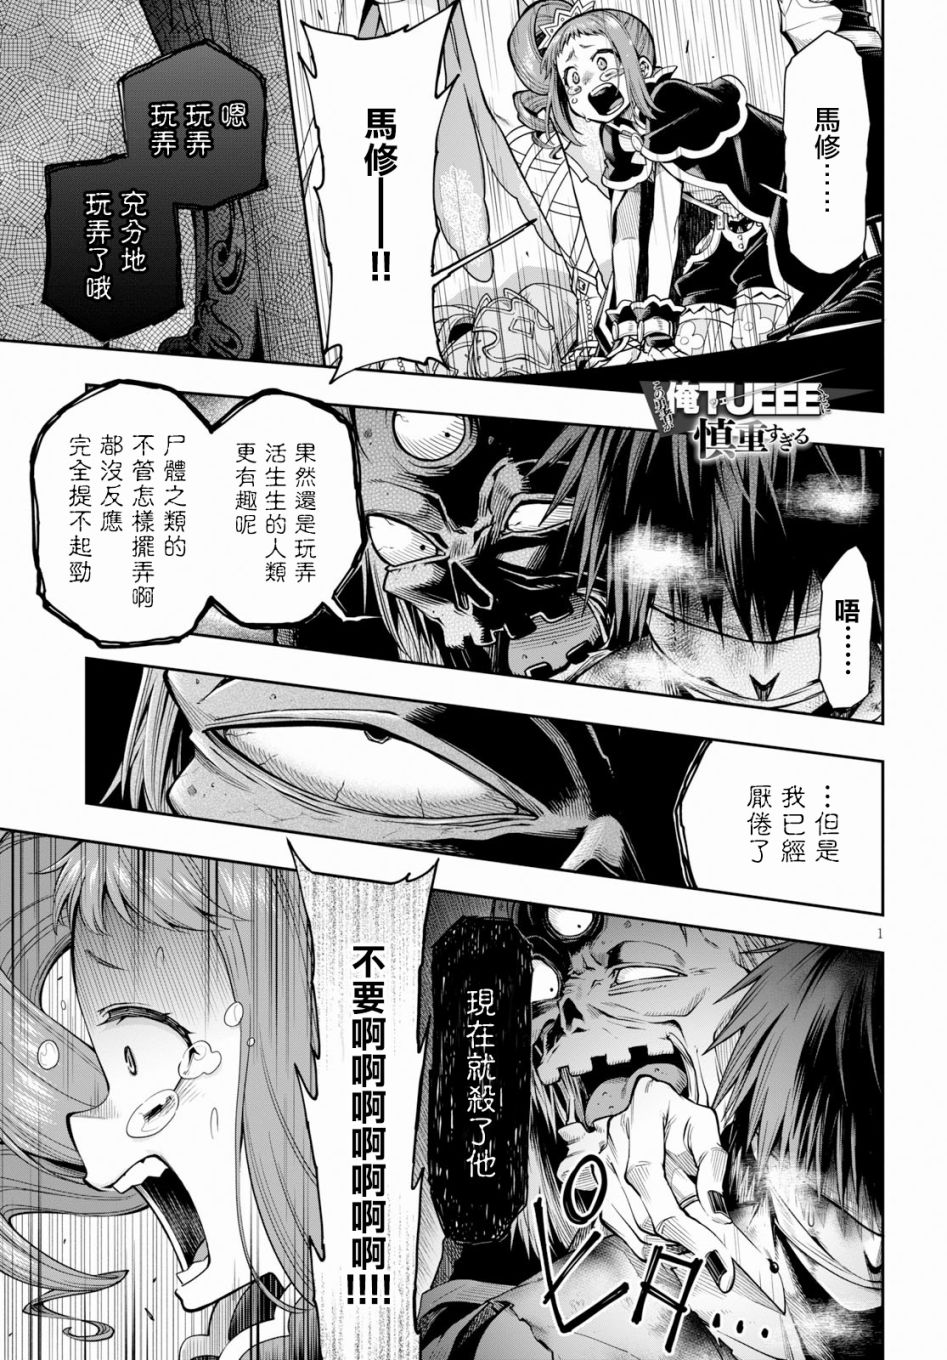 馬修……
馬修——!!
嗯
玩弄
玩弄
充分地
玩弄了哦
この勇者が
俺TUEEE
くせに
慎重すぎる
唔……
果然還是玩弄
活生生的人類
更有趣呢
尸體之類的
不管怎樣擺弄啊
都沒反應
完全提不起勁
…但是
我已經
厭倦了
1
現在就殺了他
ピタ…
不要啊啊啊啊啊啊啊!!!!